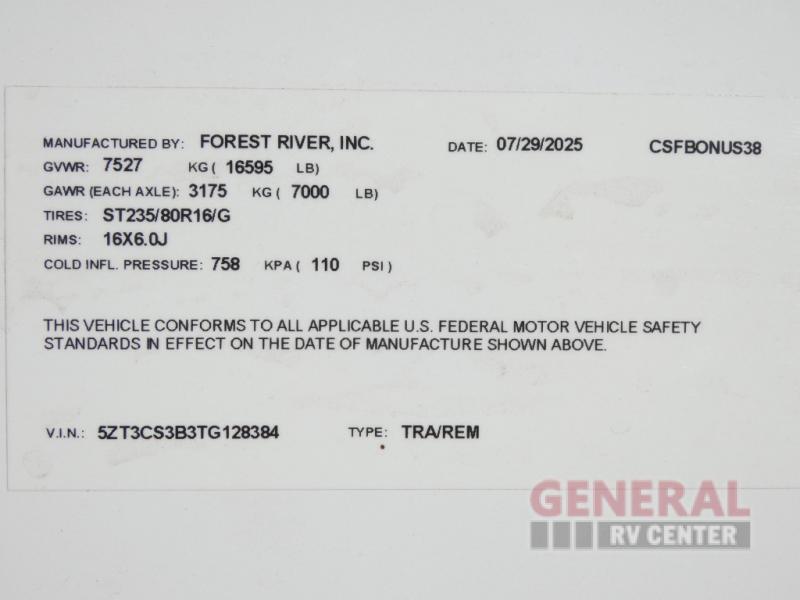 MANUFACTURED BY: FOREST RIVER, INC. DATE: 07/29/2025 CSFBONUS38
GVWR: 7527 KG( 16595 LB)
GAWR (EACH AXLE): 3175 KG( 7000 LB)
TIRES: ST235/80R16/G
RIMS: 16X6.0J
COLD INFL. PRESSURE: 758 KPA( 110 PSI)
THIS VEHICLE CONFORMS TO ALL APPLICABLE U.S. FEDERAL MOTOR VEHICLE SAFETY
STANDARDS IN EFFECT ON THE DATE OF MANUFACTURE SHOWN ABOVE.
V.I.N.: 5ZT3CS3B3TG128384 TYPE: TRA/REM
GENERAL
RV CENTER